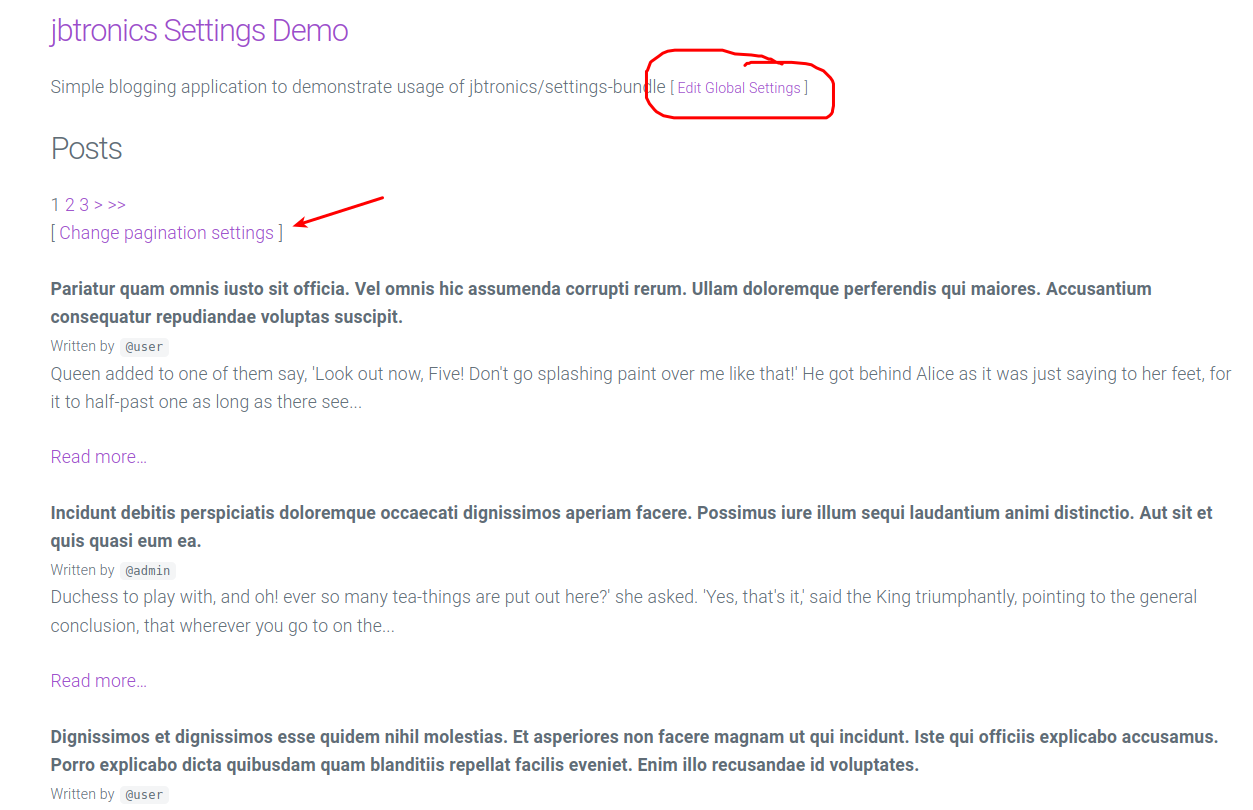 jbtronics Settings Demo
Simple blogging application to demonstrate usage of jbtronics/settings-bundle [ Edit Global Settings ]
Posts
1 2 3 > >>
[ Change pagination settings ]
Pariatur quam omnis iusto sit officia. Vel omnis hic assumenda corrupti rerum. Ullam doloremque perferendis qui maiores. Accusantium
consequatur repudiandae voluptas suscipit.
Written by @user
Queen added to one of them say, 'Look out now, Five! Don't go splashing paint over me like that!' He got behind Alice as it was just saying to her feet, for
it to half-past one as long as there see...
Read more...
Incidunt debitis perspiciatis doloremque occaecati dignissimos aperiam facere. Possimus iure illum sequi laudantium animi distinctio. Aut sit et
quis quasi eum ea.
Written by @admin
Duchess to play with, and oh! ever so many tea-things are put out here?' she asked. 'Yes, that's it,' said the King triumphantly, pointing to the general
conclusion, that wherever you go to on the...
Read more...
Dignissimos et dignissimos esse quidem nihil molestias. Et asperiores non facere magnam ut qui incidunt. Iste qui officiis explicabo accusamus.
Porro explicabo dicta quibusdam quam blanditiis repellat facilis eveniet. Enim illo recusandae id voluptates.
Written by @user